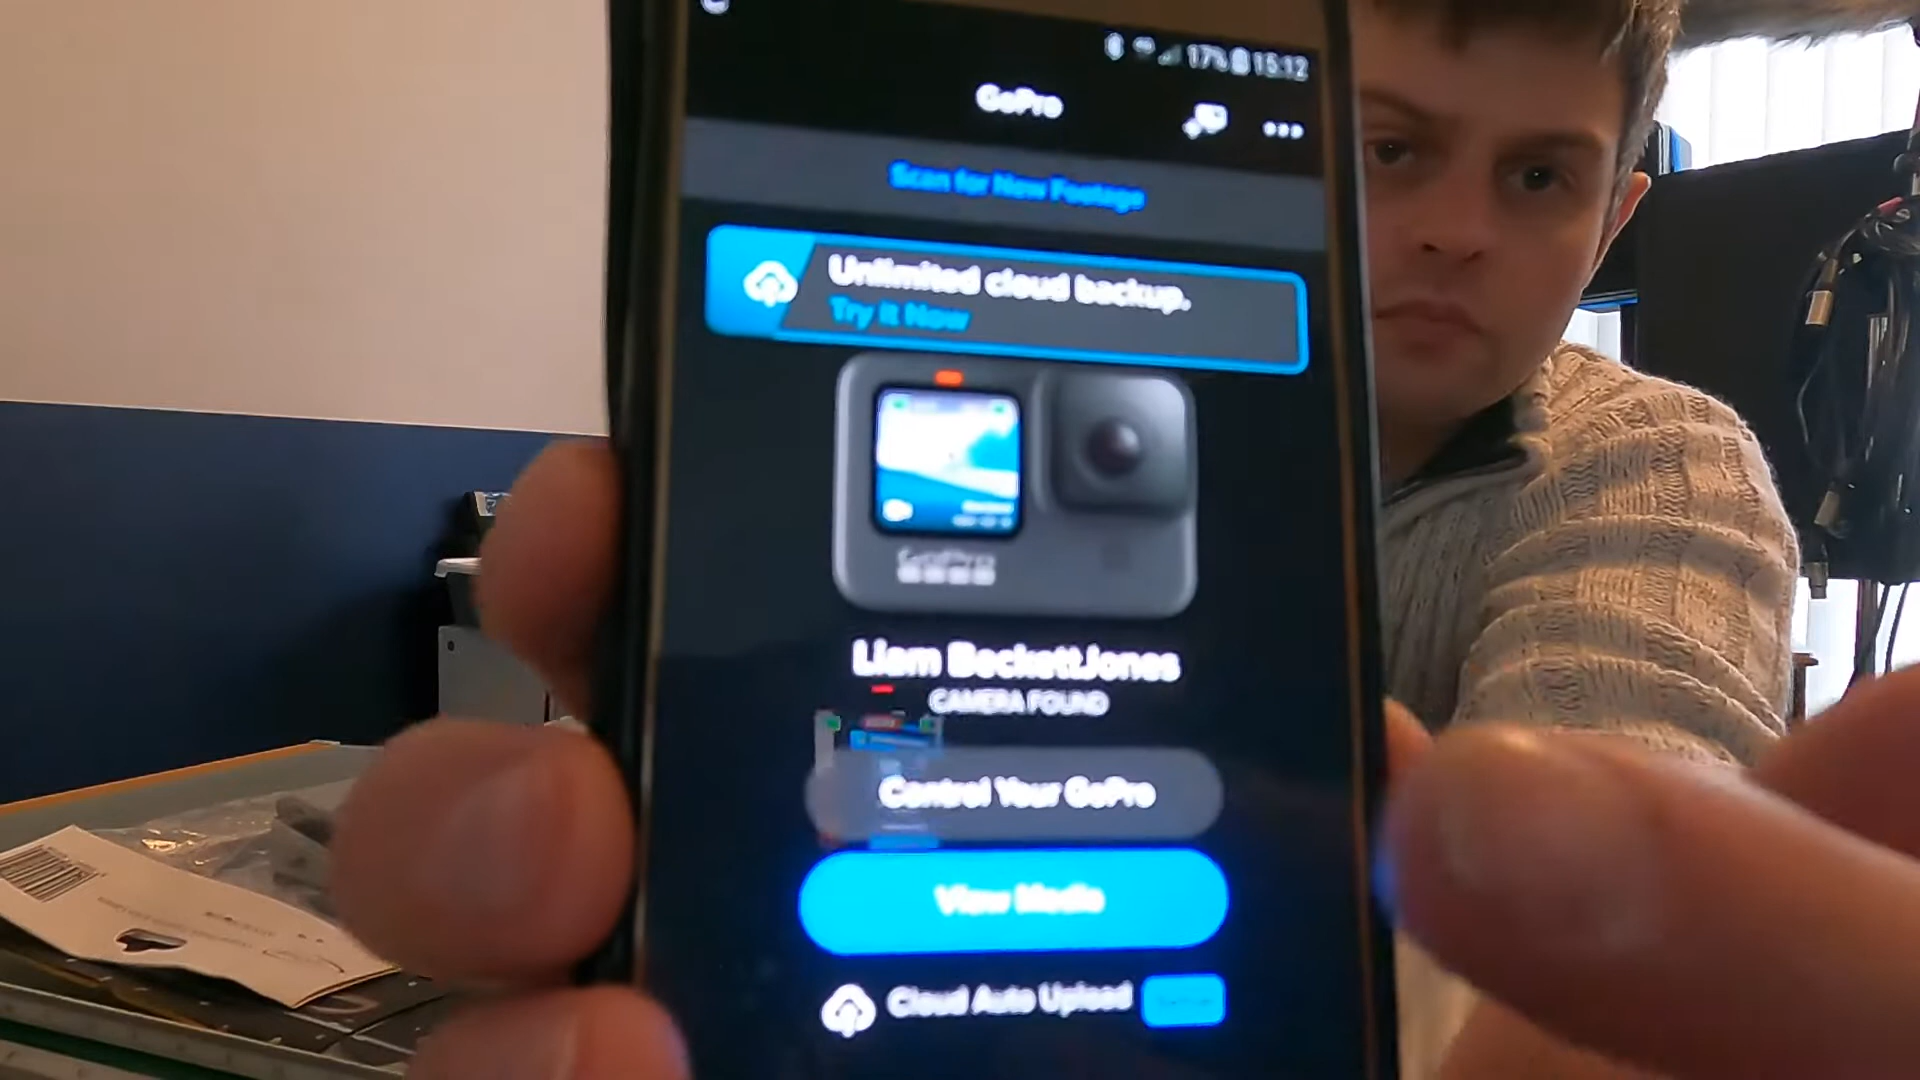 17% 15:12
GoPro
Scan for New Footage
Unlimited cloud backup.
Try it Now
GoPro
Liam BeckettJones
CAMERA FOUND
Control Your GoPro
View Media
Cloud Auto Upload